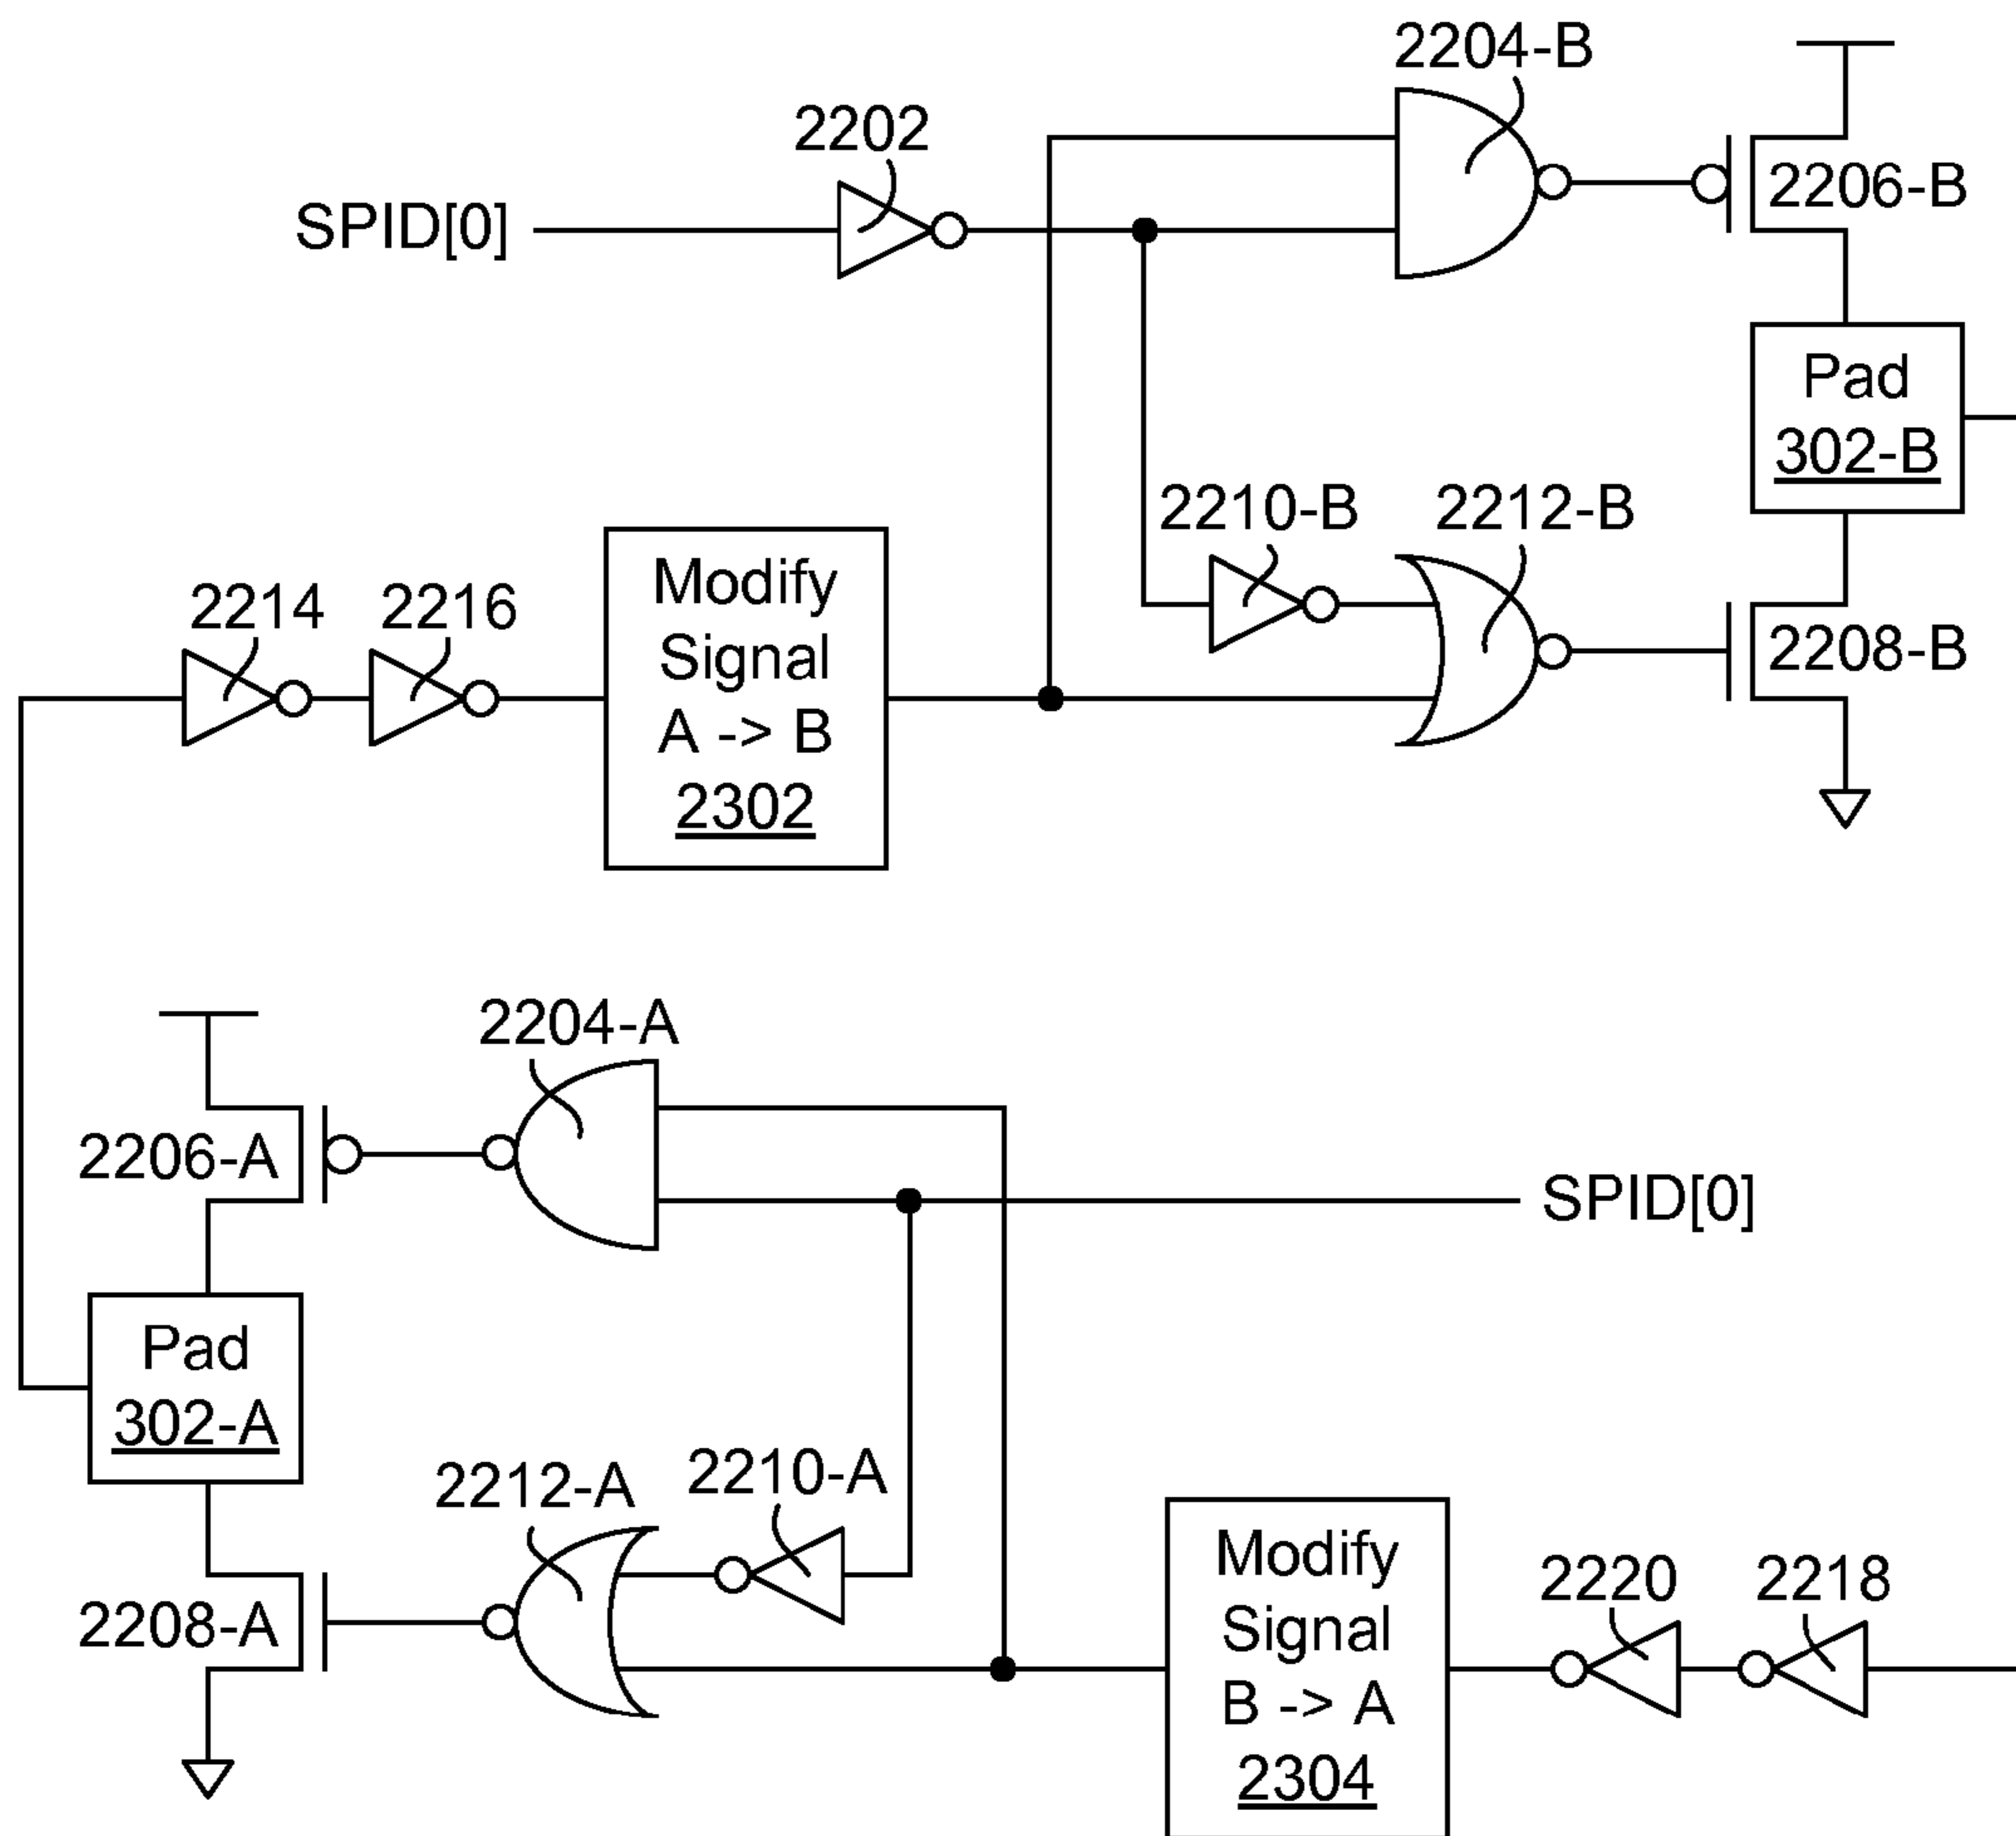 2204-B
2202
SPID[0]
2206-B
Pad
302-B
2210-B
2212-B
2214
2216
Modify
Signal
A -> B
2302
2208-B
2204-A
2206-A
SPID[0]
Pad
302-A
2212-A
2210-A
2208-A
Modify
Signal
B -> A
2304
2220
2218